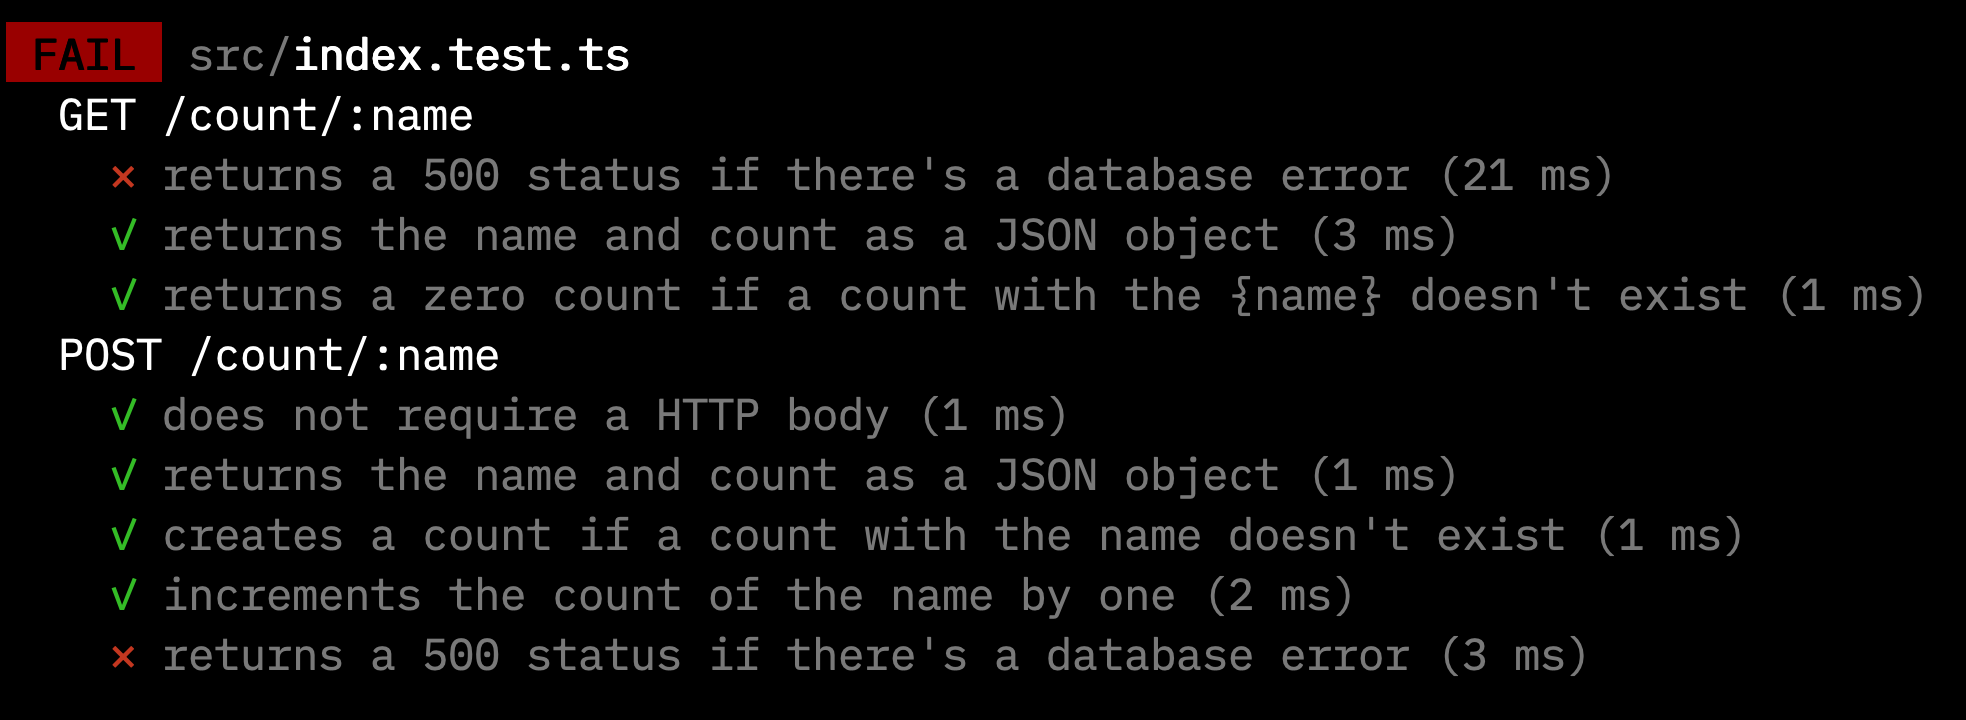 FAIL src/index.test.ts
GET /count/:name
× returns a 500 status if there's a database error (21 ms)
√ returns the name and count as a JSON object (3 ms)
√ returns a zero count if a count with the {name} doesn't exist (1 ms)
POST /count/:name
√ does not require a HTTP body (1 ms)
√ returns the name and count as a JSON object (1 ms)
√ creates a count if a count with the name doesn't exist (1 ms)
√ increments the count of the name by one (2 ms)
× returns a 500 status if there's a database error (3 ms)